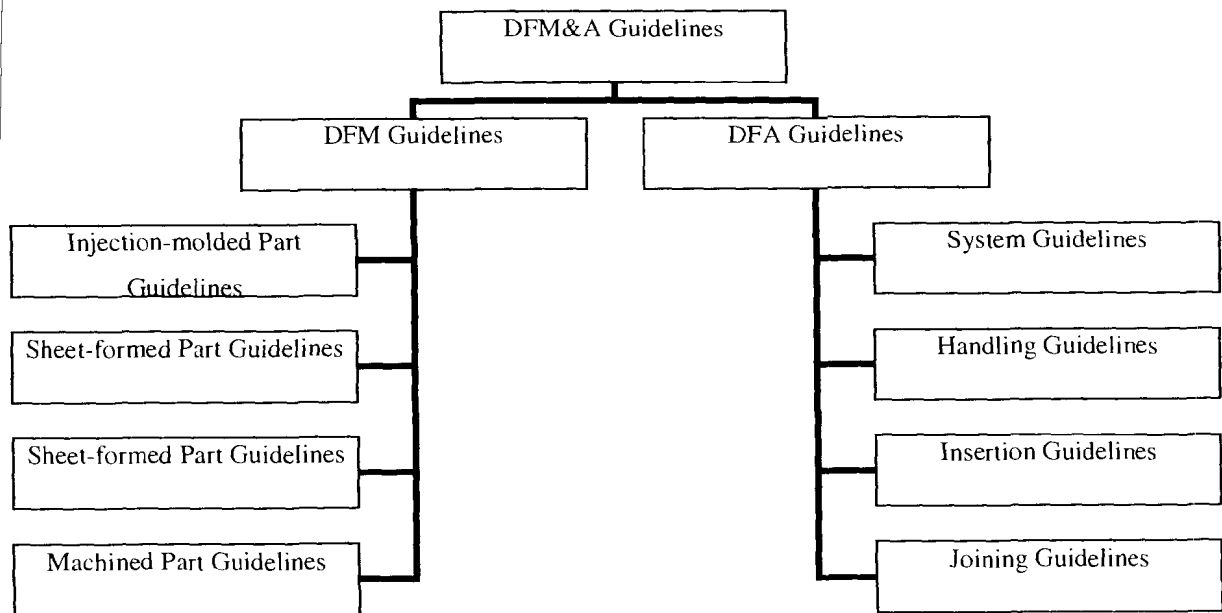 DFM&A Guidelines
DFM Guidelines
DFA Guidelines
Injection-molded Part
Guidelines
Sheet-formed Part Guidelines
Sheet-formed Part Guidelines
Machined Part Guidelines
System Guidelines
Handling Guidelines
Insertion Guidelines
Joining Guidelines